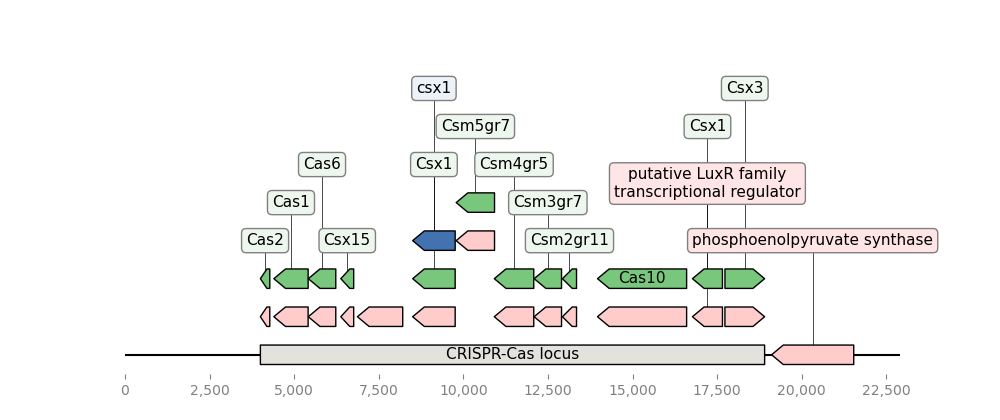 csx1
Csx3
Csm5gr7
Csx1
Cas6
Csx1
Csm4gr5
putative LuxR family
transcriptional regulator
Cas1
Csm3gr7
Cas2
Csx15
Csm2gr11
phosphoenolpyruvate synthase
Cas10
CRISPR-Cas locus
0
2,500
5,000
7,500
10,000
12,500
15,000
17,500
20,000
22,500